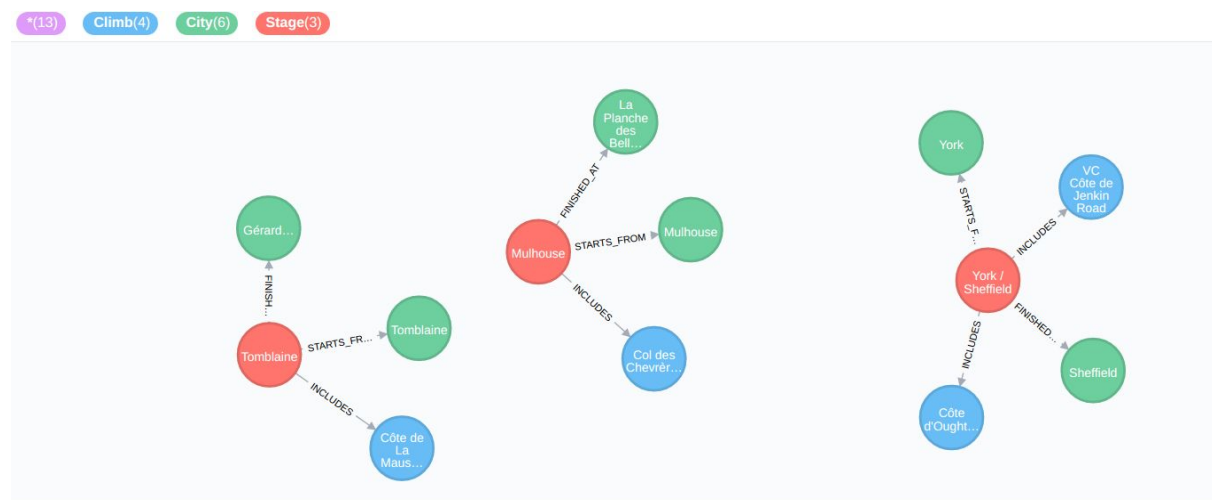 *(13) Climb(4) City(6) Stage(3)
La
Planche
des
Bell…
FINISHED_AT
Mulhouse
STARTS_FROM
Mulhouse
INCLUDES
Col des
Chevrèr…
Gérard…
FINISH…
Tomblaine
STARTS_FR…
Tomblaine
INCLUDES
Côte de
La
Maus…
York
STARTS_F…
VC
Côte de
Jenkin
Road
INCLUDES
York /
Sheffield
FINISHED…
Sheffield
INCLUDES
Côte
d'Ought…